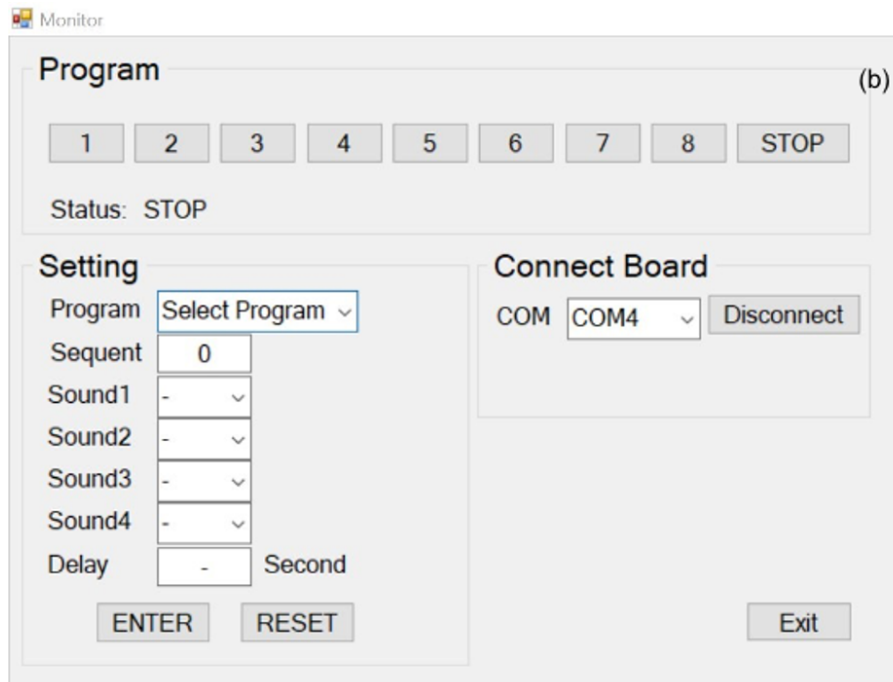 Monitor
Program
(b)
1 2 3 4 5 6 7 8 STOP
Status: STOP
Setting
Program Select Program
Sequent 0
Sound1 -
Sound2 -
Sound3 -
Sound4 -
Delay - Second
ENTER RESET
Connect Board
COM COM4 Disconnect
Exit